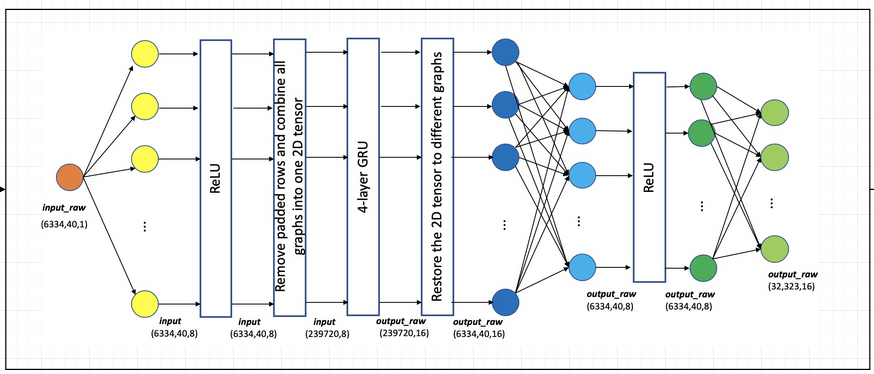 input_raw
(6334,40,1)
⋮
input
(6334,40,8)
ReLU
input
(6334,40,8)
Remove padded rows and combine all
graphs into one 2D tensor
input
(239720,8)
4-layer GRU
output_raw
(239720,16)
Restore the 2D tensor to different graphs
output_raw
(6334,40,16)
output_raw
(6334,40,8)
ReLU
output_raw
(6334,40,8)
output_raw
(32,323,16)